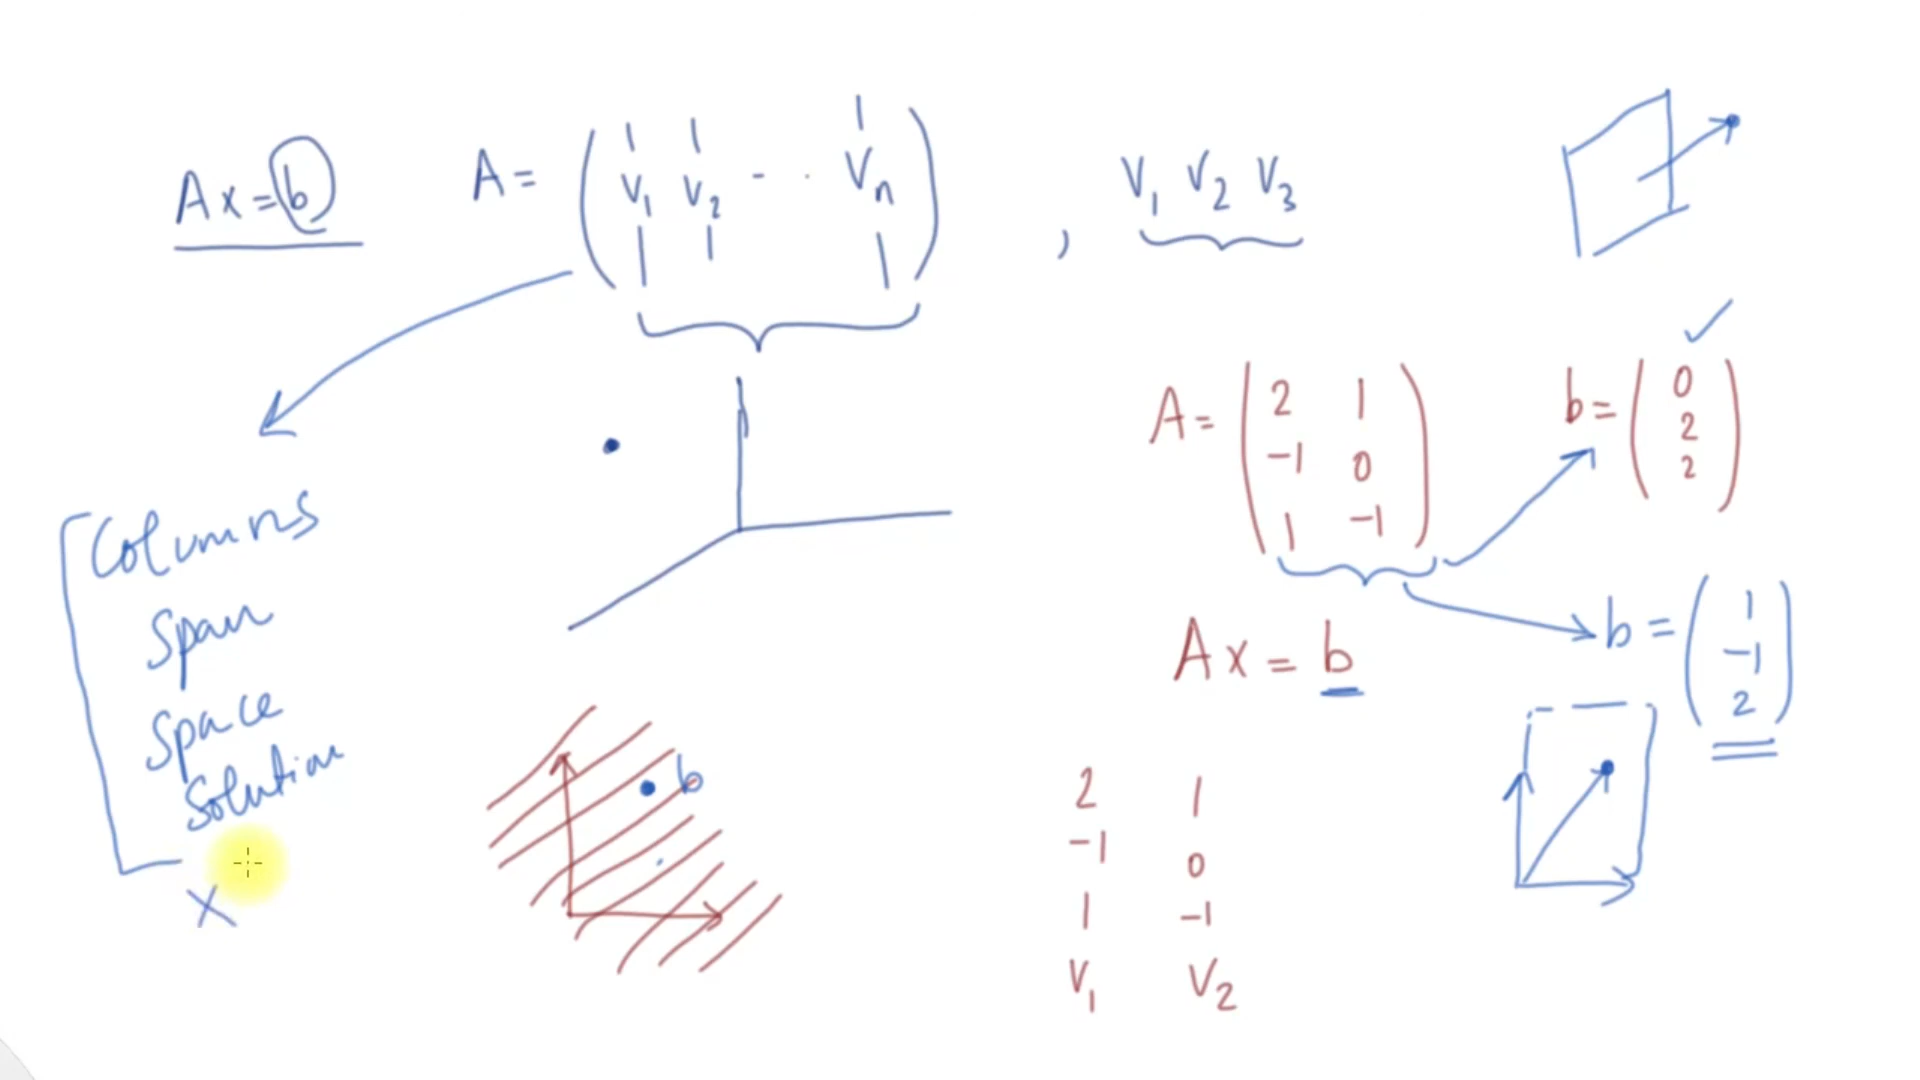 Ax = b
A = ( v₁ v₂ - · vₙ ) , v₁ v₂ v₃
Columns
Span
Space
Solution
x
b
A = ( 2 1
-1 0
1 -1 )
b = ( 0
2
2 )
Ax = b
b = ( 1
-1
2 )
2 1
-1 0
1 -1
v₁ v₂